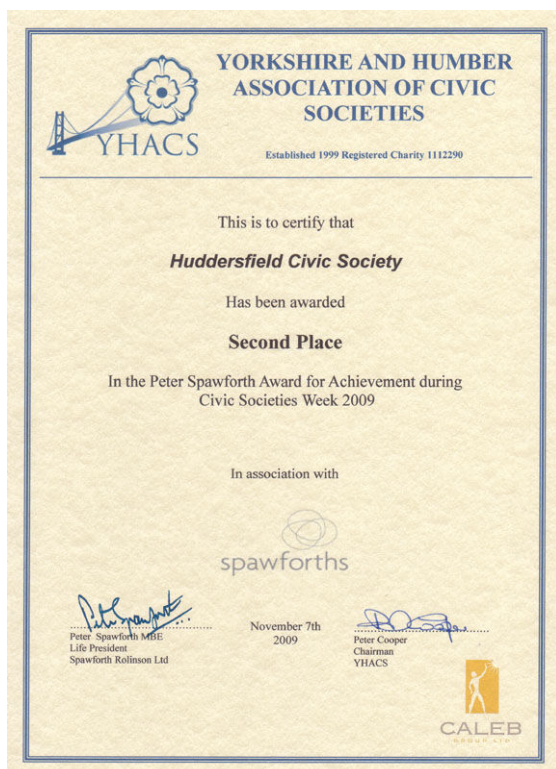 YORKSHIRE AND HUMBER
ASSOCIATION OF CIVIC
SOCIETIES
YHACS
Established 1999 Registered Charity 1112290
This is to certify that
Huddersfield Civic Society
Has been awarded
Second Place
In the Peter Spawforth Award for Achievement during
Civic Societies Week 2009
In association with
spawforths
Peter Spawforth MBE
Life President
Spawforth Rolinson Ltd
November 7th
2009
Peter Cooper
Chairman
YHACS
CALEB
GROUP LTD